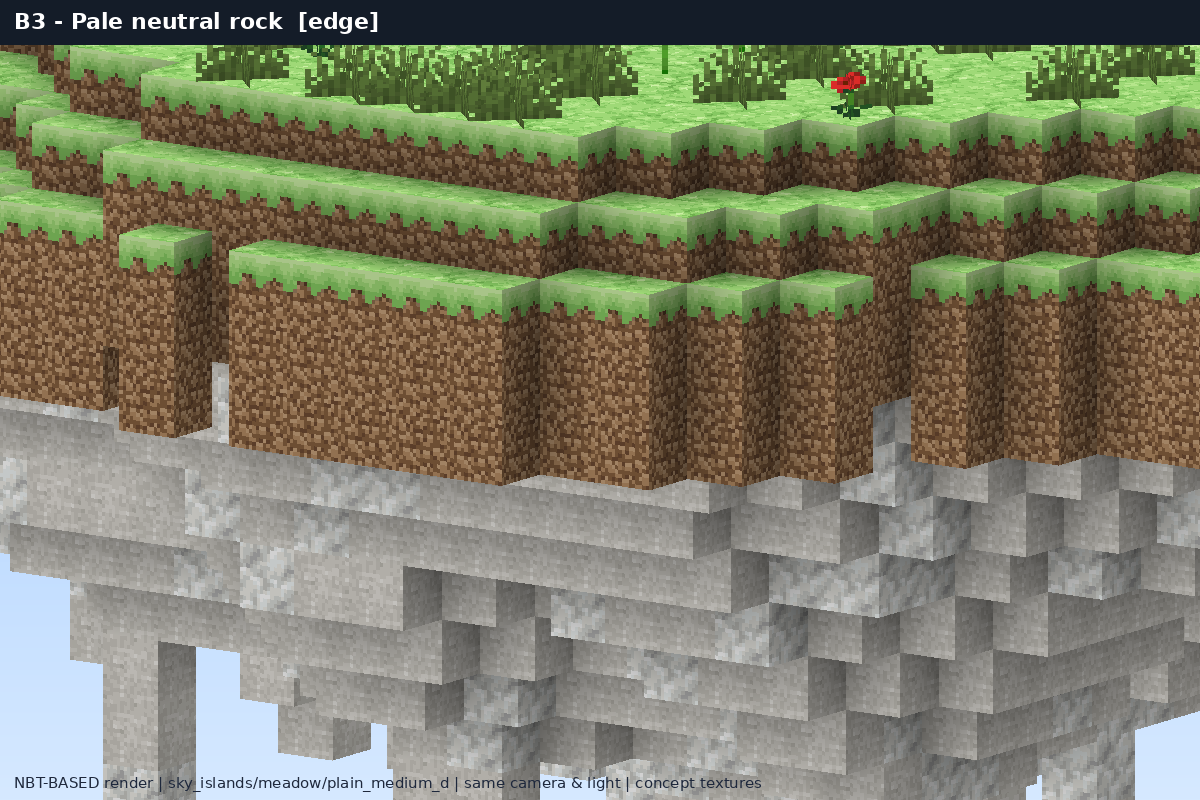 B3 - Pale neutral rock  [edge]
NBT-BASED render | sky_islands/meadow/plain_medium_d | same camera & light | concept textures